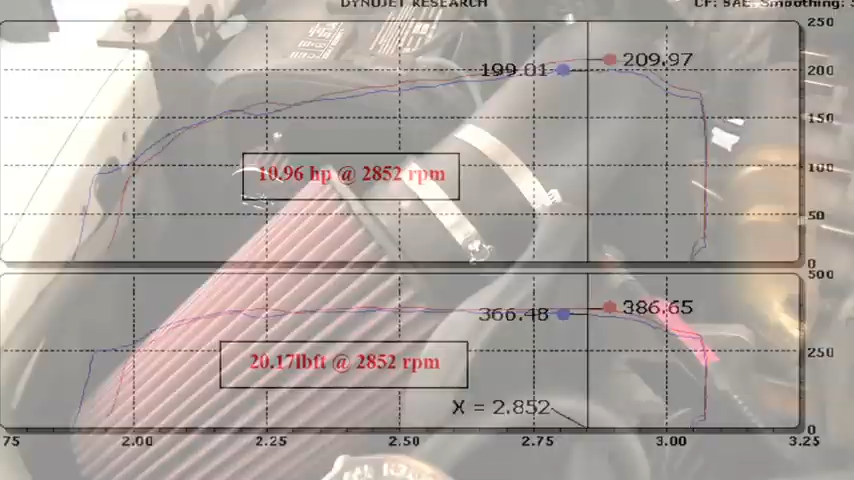 DYNOJET RESEARCH
CF: SAE, Smoothing:
250
199.01
209.97
200
150
10.96 hp @ 2852 rpm
100
50
0
500
366.48
386.65
20.17lbft @ 2852 rpm
250
X = 2.852
0
75 2.00 2.25 2.50 2.75 3.00 3.25